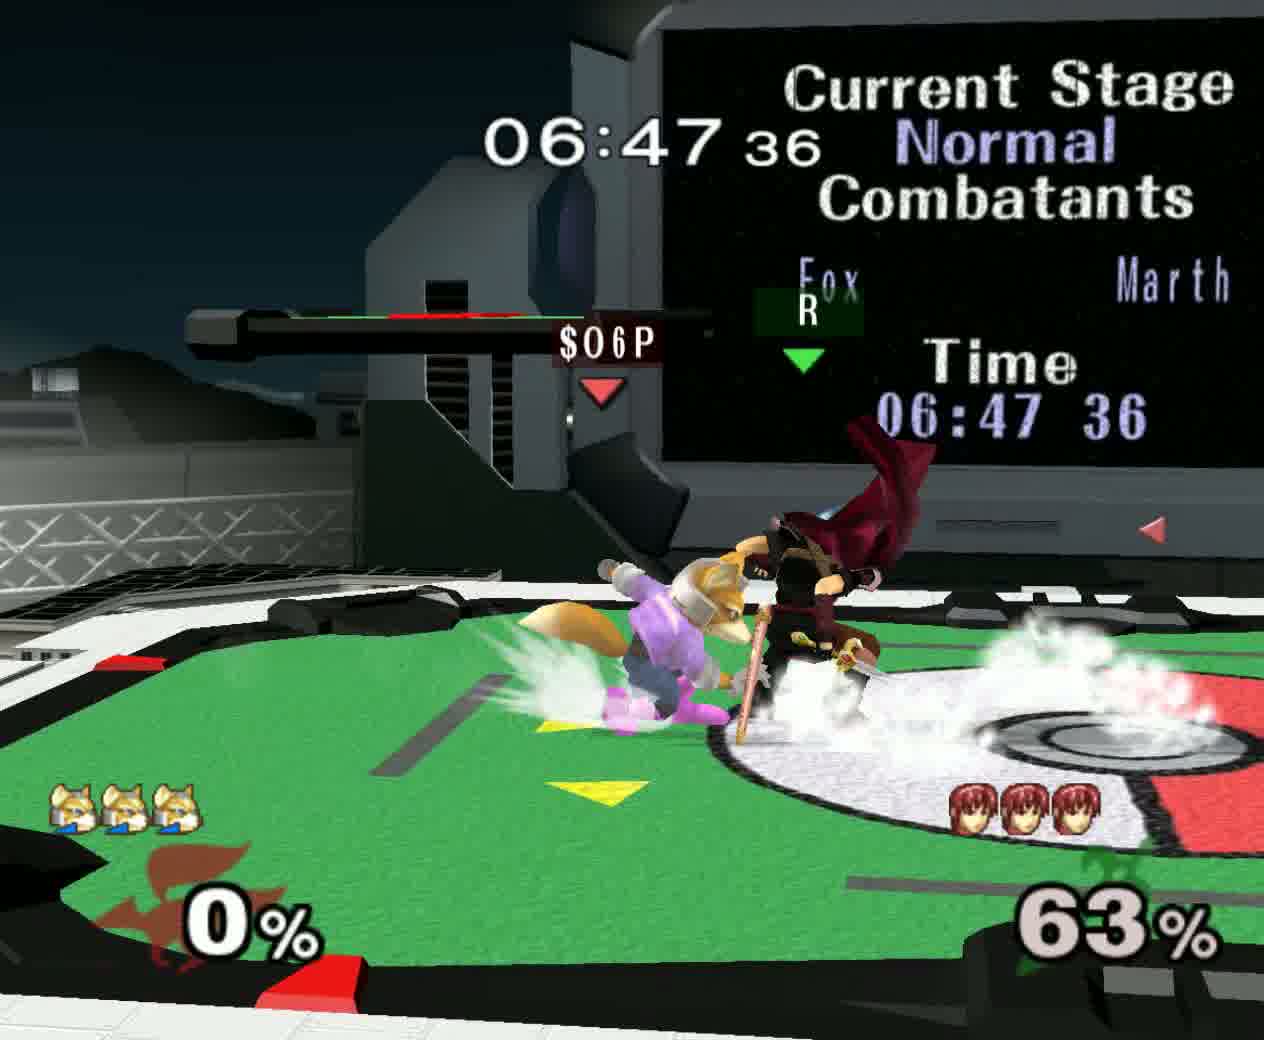 Current Stage
06:47 36
Normal
Combatants
Fox Marth
R
$06P
Time
06:47 36
0%
63%